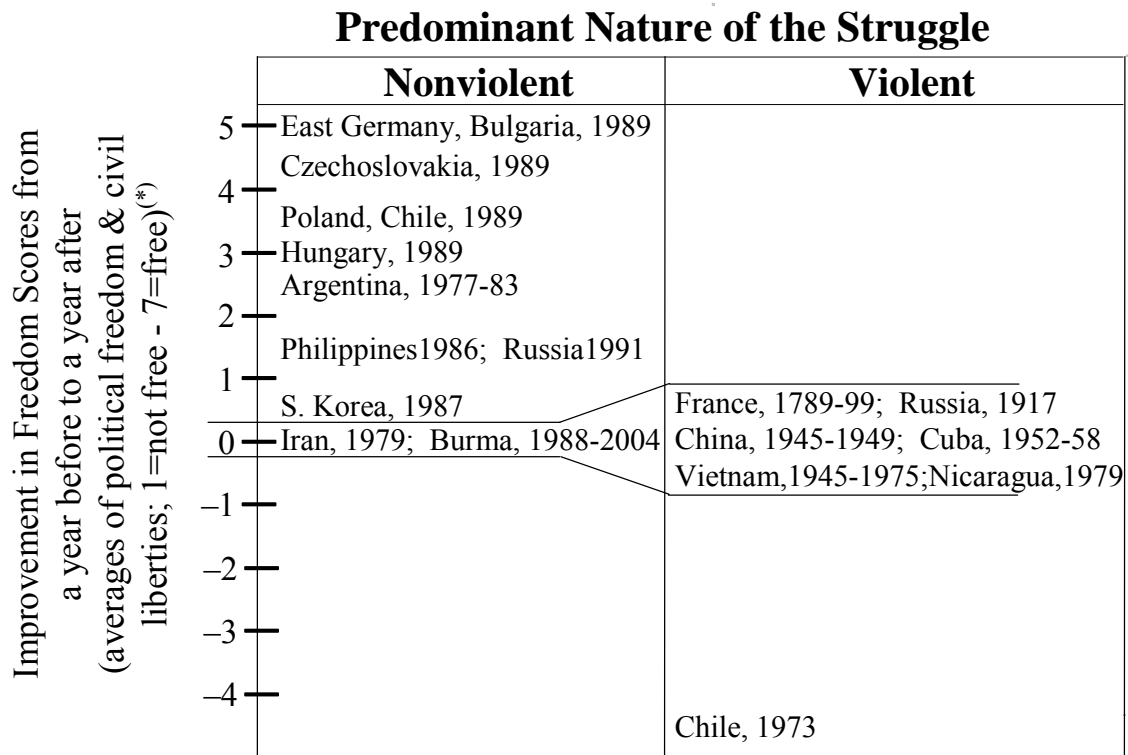 Predominant Nature of the Struggle
Nonviolent
Violent
Improvement in Freedom Scores from
a year before to a year after
(averages of political freedom & civil
liberties; 1=not free - 7=free)(*)
5
4
3
2
1
0
–1
–2
–3
–4
East Germany, Bulgaria, 1989
Czechoslovakia, 1989
Poland, Chile, 1989
Hungary, 1989
Argentina, 1977-83
Philippines1986; Russia1991
S. Korea, 1987
Iran, 1979; Burma, 1988-2004
France, 1789-99; Russia, 1917
China, 1945-1949; Cuba, 1952-58
Vietnam,1945-1975;Nicaragua,1979
Chile, 1973